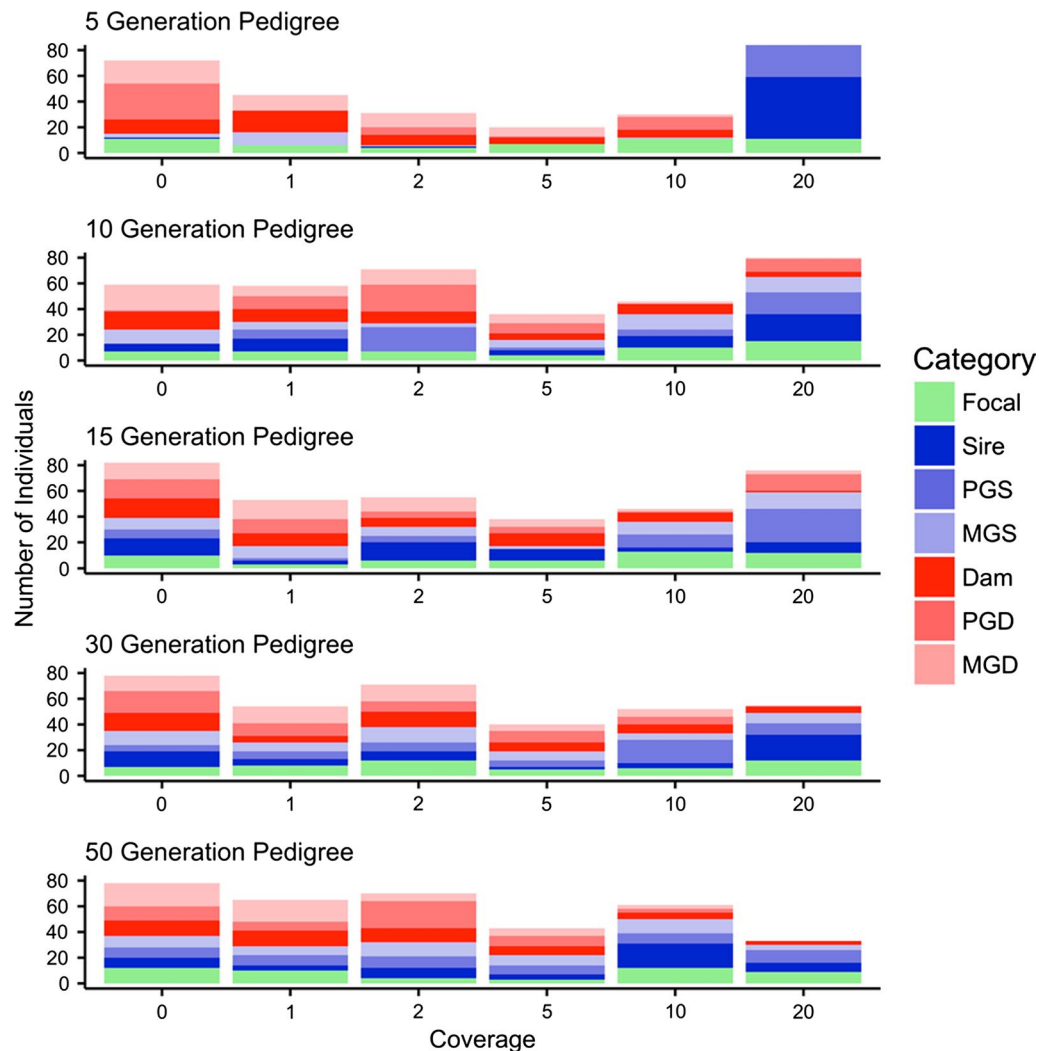 5 Generation Pedigree
80
60
40
20
0
0 1 2 5 10 20
10 Generation Pedigree
80
60
40
20
0
0 1 2 5 10 20
15 Generation Pedigree
80
60
40
20
0
0 1 2 5 10 20
30 Generation Pedigree
80
60
40
20
0
0 1 2 5 10 20
50 Generation Pedigree
80
60
40
20
0
0 1 2 5 10 20
Number of Individuals
Coverage
Category
Focal
Sire
PGS
MGS
Dam
PGD
MGD